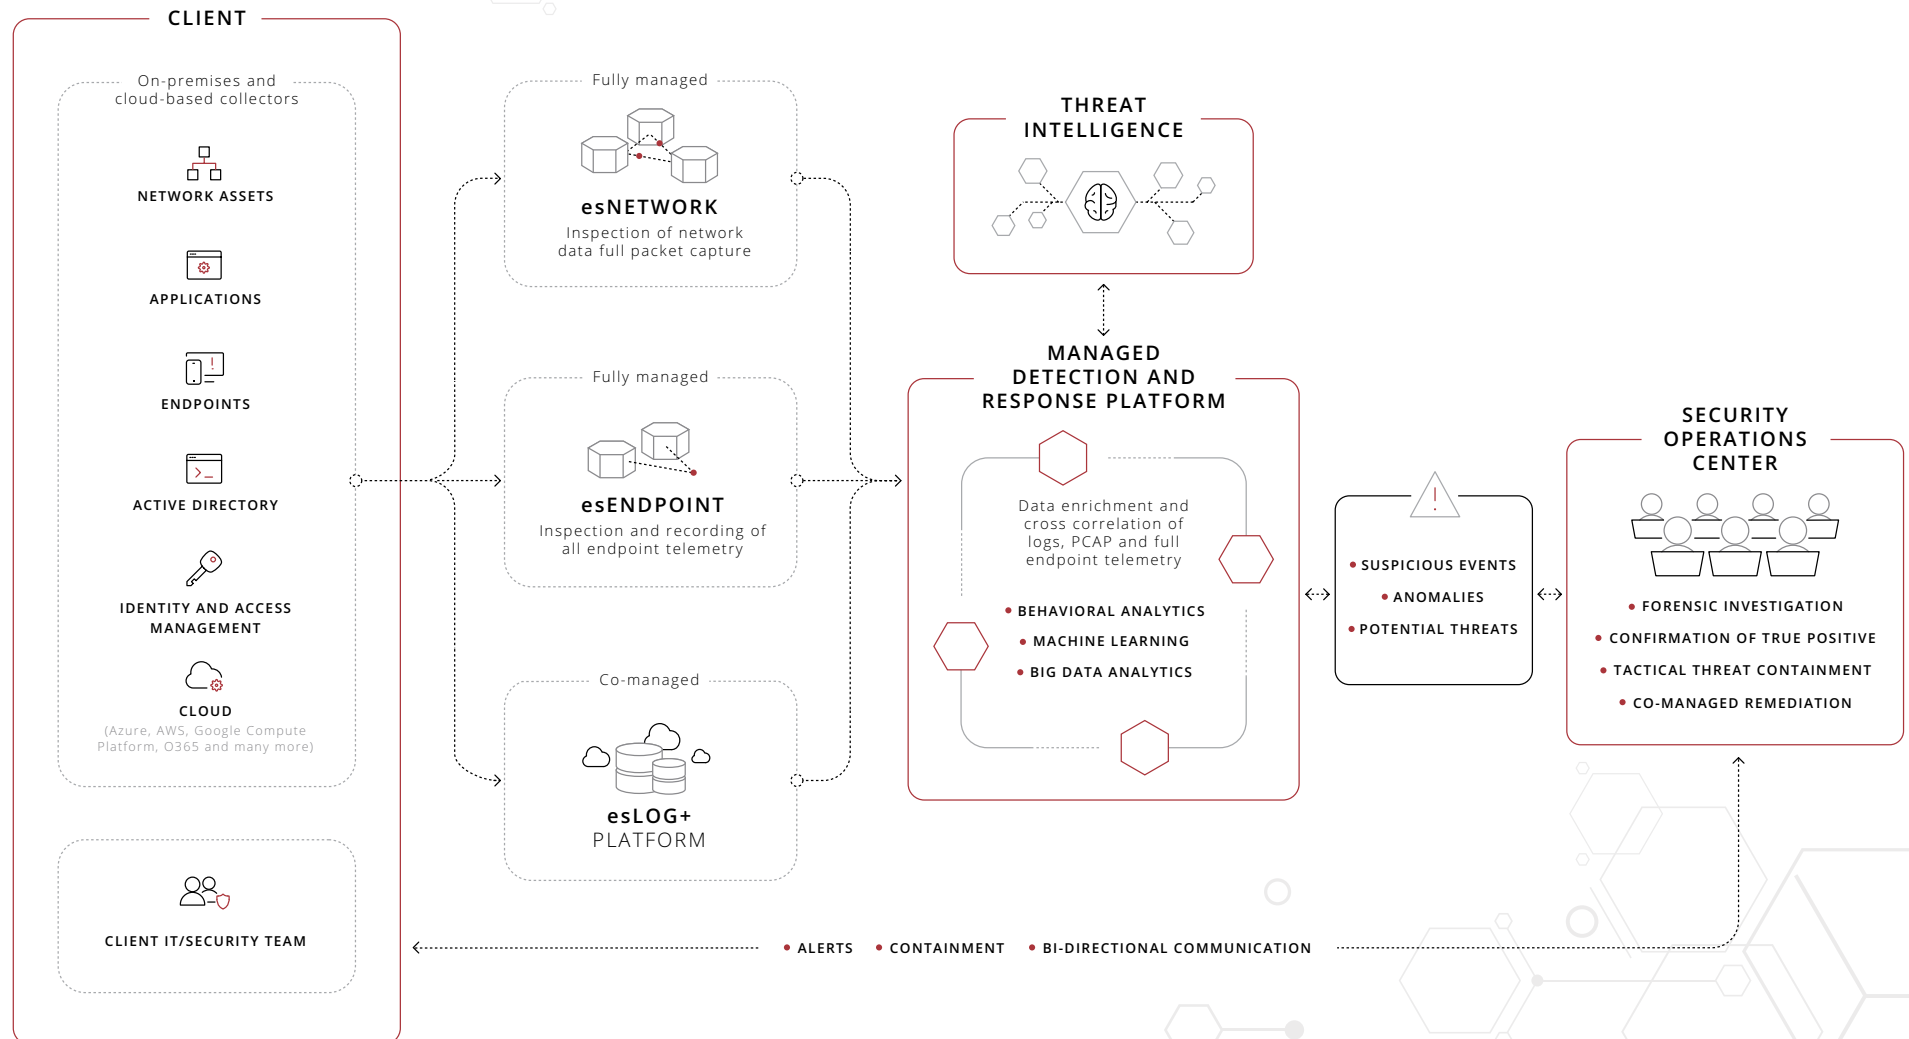 CLIENT
On-premises and
cloud-based collectors
NETWORK ASSETS
APPLICATIONS
ENDPOINTS
ACTIVE DIRECTORY
IDENTITY AND ACCESS
MANAGEMENT
CLOUD
(Azure, AWS, Google Compute
Platform, O365 and many more)
CLIENT IT/SECURITY TEAM
Fully managed
esNETWORK
Inspection of network
data full packet capture
Fully managed
esENDPOINT
Inspection and recording of
all endpoint telemetry
Co-managed
esLOG+
PLATFORM
THREAT
INTELLIGENCE
MANAGED
DETECTION AND
RESPONSE PLATFORM
Data enrichment and
cross correlation of
logs, PCAP and full
endpoint telemetry
• BEHAVIORAL ANALYTICS
• MACHINE LEARNING
• BIG DATA ANALYTICS
!
• SUSPICIOUS EVENTS
• ANOMALIES
• POTENTIAL THREATS
SECURITY
OPERATIONS
CENTER
• FORENSIC INVESTIGATION
• CONFIRMATION OF TRUE POSITIVE
• TACTICAL THREAT CONTAINMENT
• CO-MANAGED REMEDIATION
• ALERTS • CONTAINMENT • BI-DIRECTIONAL COMMUNICATION